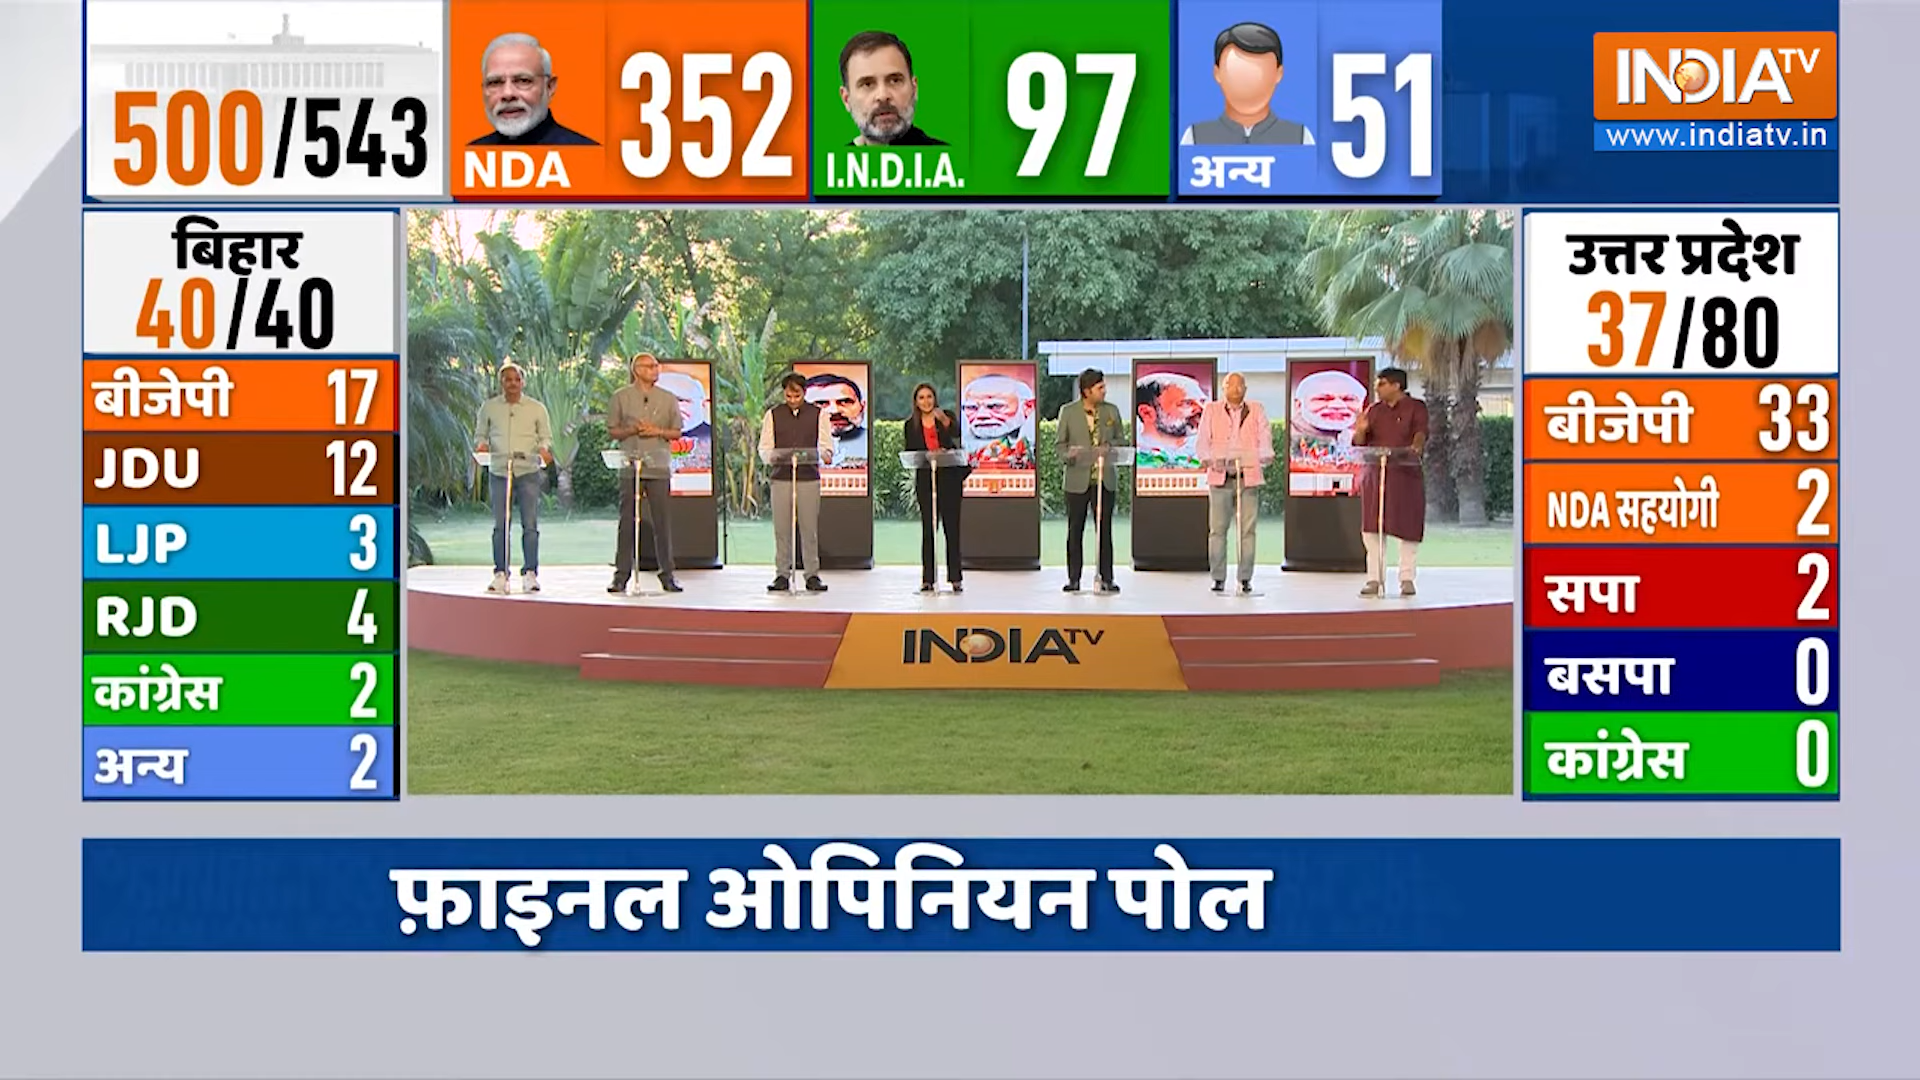 500/543
NDA 352
I.N.D.I.A. 97
अन्य 51
INDIATV
www.indiatv.in
बिहार
40/40
बीजेपी 17
JDU 12
LJP 3
RJD 4
कांग्रेस 2
अन्य 2
INDIATV
उत्तर प्रदेश
37/80
बीजेपी 33
NDA सहयोगी 2
सपा 2
बसपा 0
कांग्रेस 0
फ़ाइनल ओपिनियन पोल